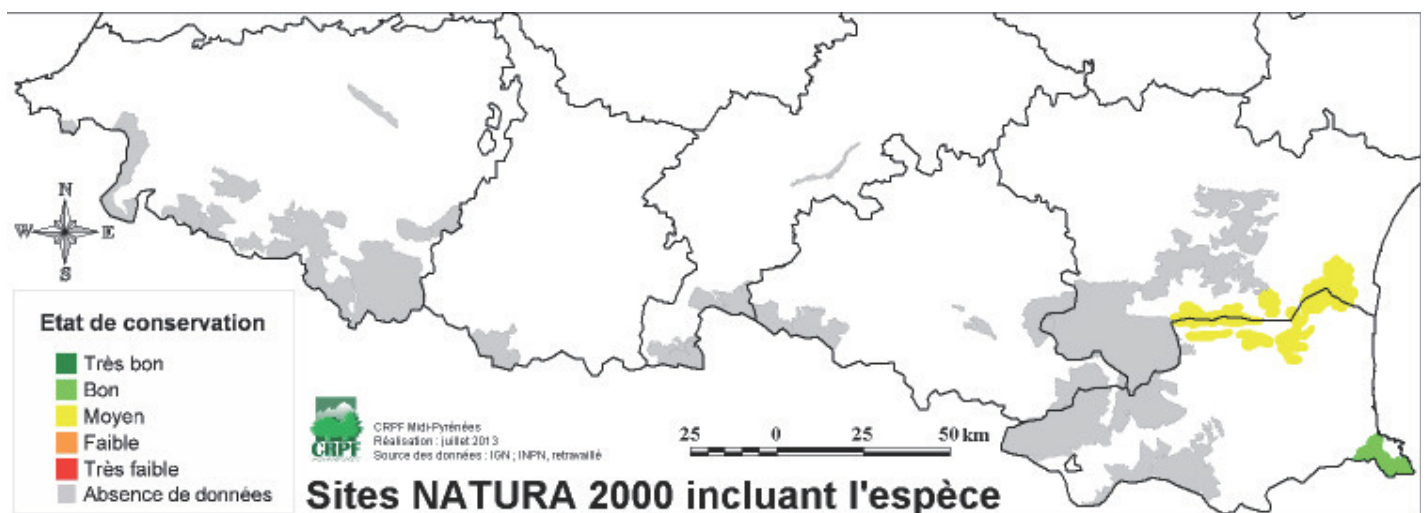 N
W E
S
Etat de conservation
Très bon
Bon
Moyen
Faible
Très faible
Absence de données
CRPF
CRPF Midi-Pyrénées
Réalisation : juillet 2013
Source des données : IGN ; INPN, retravaillé
25 0 25 50 km
Sites NATURA 2000 incluant l'espèce